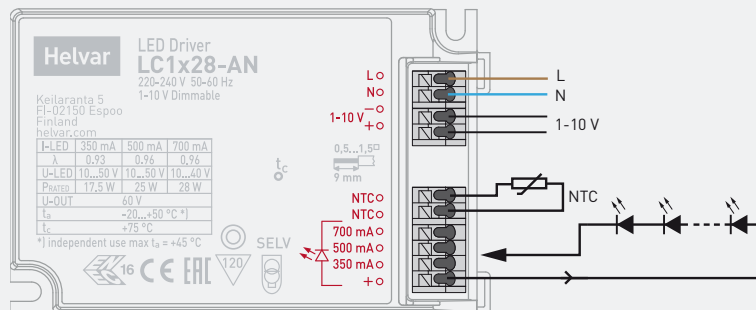 Helvar
LED Driver
LC1x28-AN
220-240 V 50-60 Hz
1-10 V Dimmable
Keilaranta 5
FI-02150 Espoo
Finland
helvar.com
I-LED 350 mA 500 mA 700 mA
λ 0.93 0.96 0,96
U-LED 10...50 V 10...50 V 10...40 V
PRATED 17.5 W 25 W 28 W
U-OUT 60 V
ta -20...+50 °C *)
tc +75 °C
*) independent use max ta = +45 °C
16
CE
EAC
120
SELV
tc
0,5...1,5
9 mm
L
N
1-10 V
−
+
NTC
NTC
700 mA
500 mA
350 mA
+
L
N
1-10 V
NTC